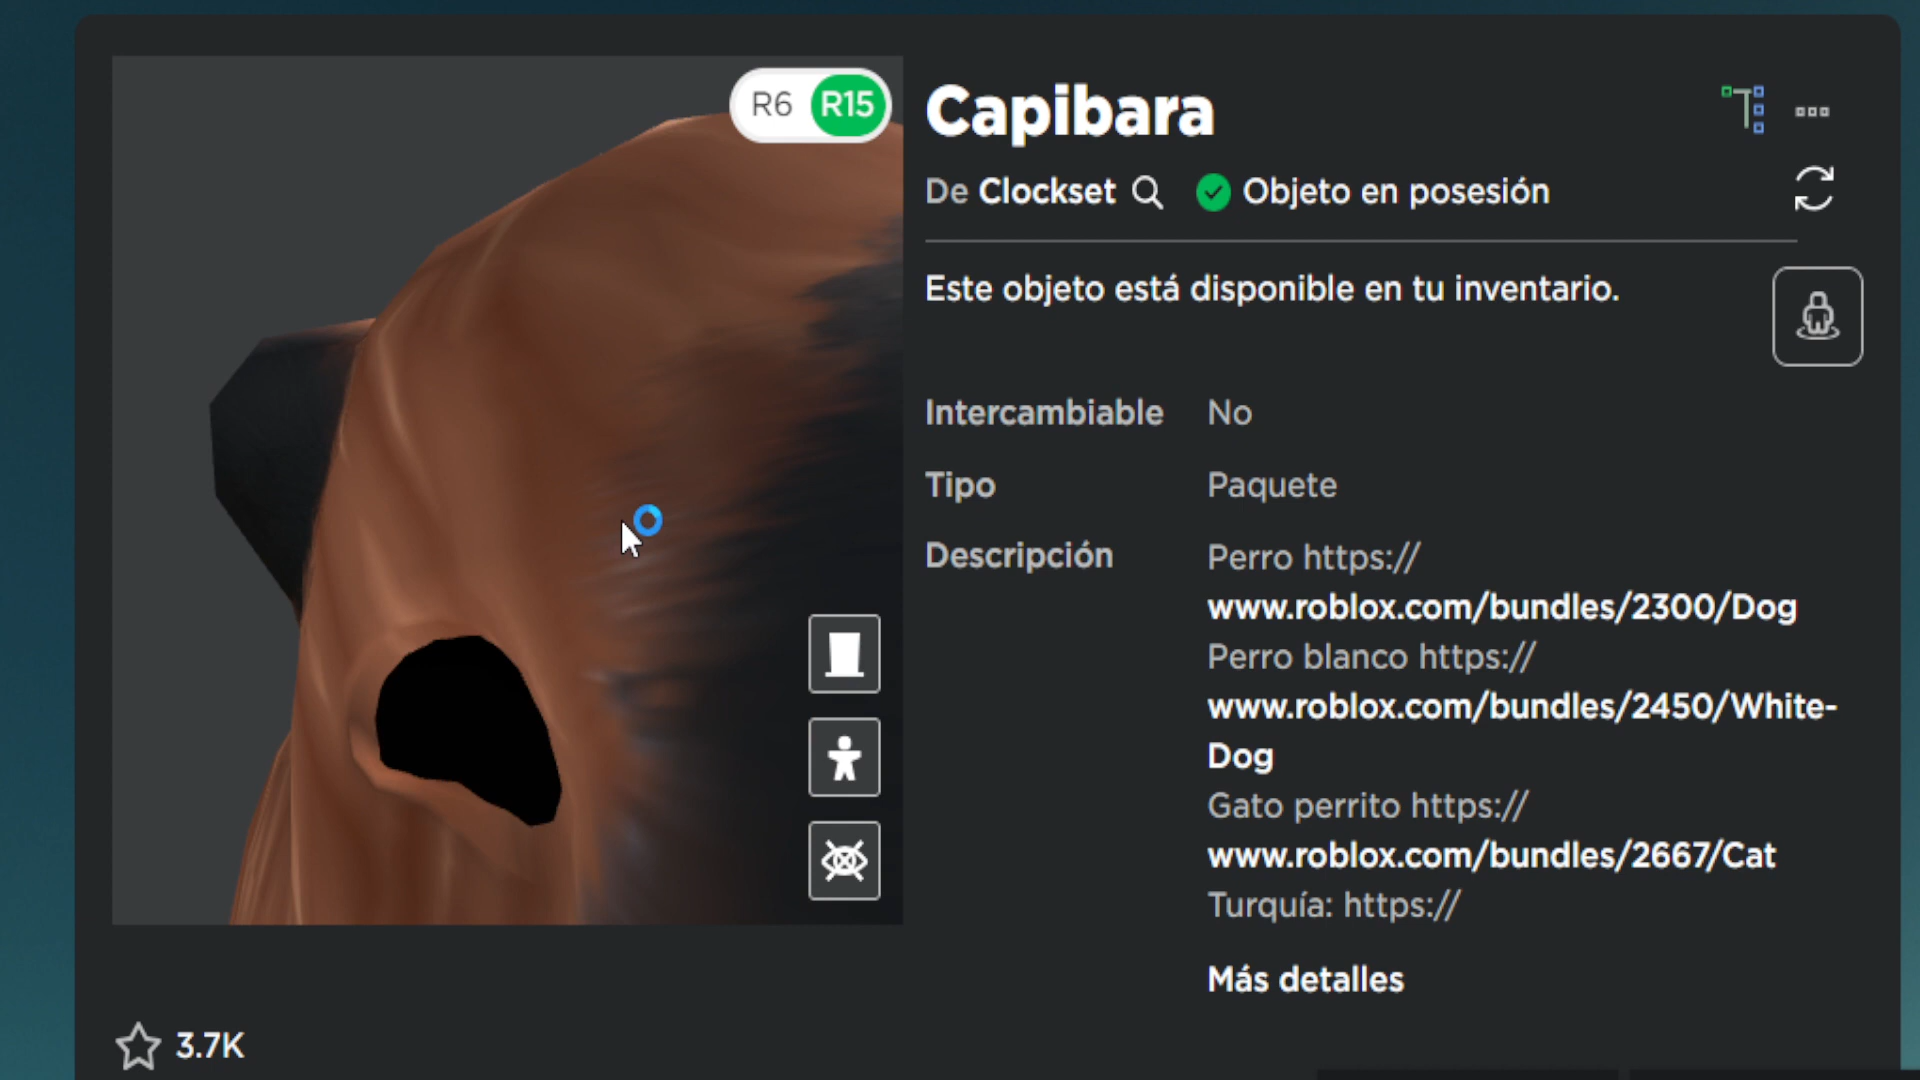 R6 R15
Capibara
De Clockset
Objeto en posesión
Este objeto está disponible en tu inventario.
Intercambiable No
Tipo Paquete
Descripción Perro https://
www.roblox.com/bundles/2300/Dog
Perro blanco https://
www.roblox.com/bundles/2450/White-
Dog
Gato perrito https://
www.roblox.com/bundles/2667/Cat
Turquía: https://
Más detalles
3.7K